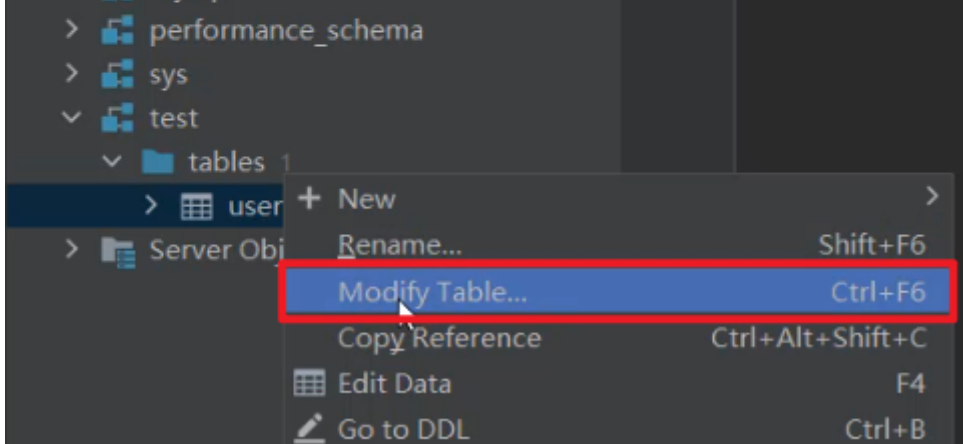 performance_schema
sys
test
tables 1
user
New
Server Obj
Rename... Shift+F6
Modify Table... Ctrl+F6
Copy Reference Ctrl+Alt+Shift+C
Edit Data F4
Go to DDL Ctrl+B